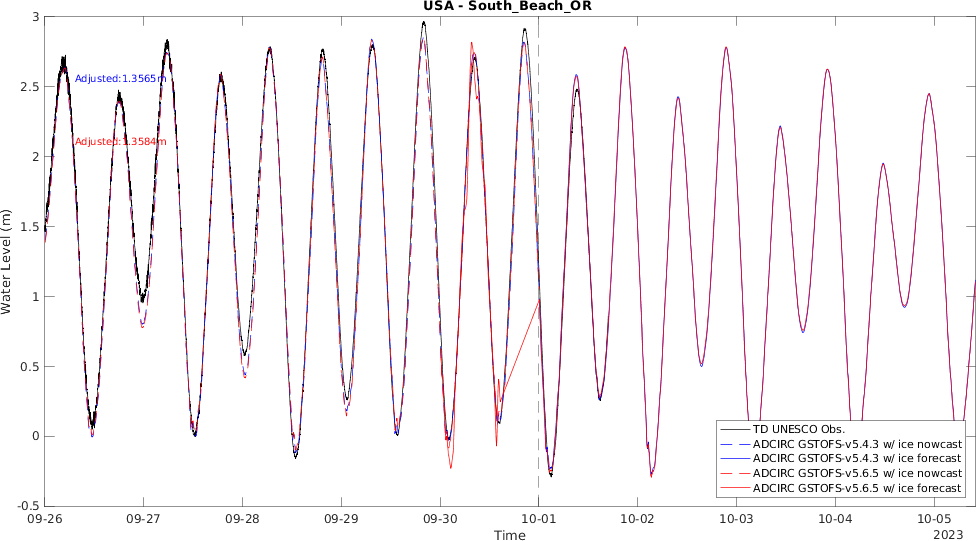 USA - South_Beach_OR
Water Level (m)
3
2.5
2
1.5
1
0.5
0
-0.5
Adjusted:1.3565m
Adjusted:1.3584m
TD UNESCO Obs.
ADCIRC GSTOFS-v5.4.3 w/ ice nowcast
ADCIRC GSTOFS-v5.4.3 w/ ice forecast
ADCIRC GSTOFS-v5.6.5 w/ ice nowcast
ADCIRC GSTOFS-v5.6.5 w/ ice forecast
09-26 09-27 09-28 09-29 09-30 10-01 10-02 10-03 10-04 10-05
Time
2023